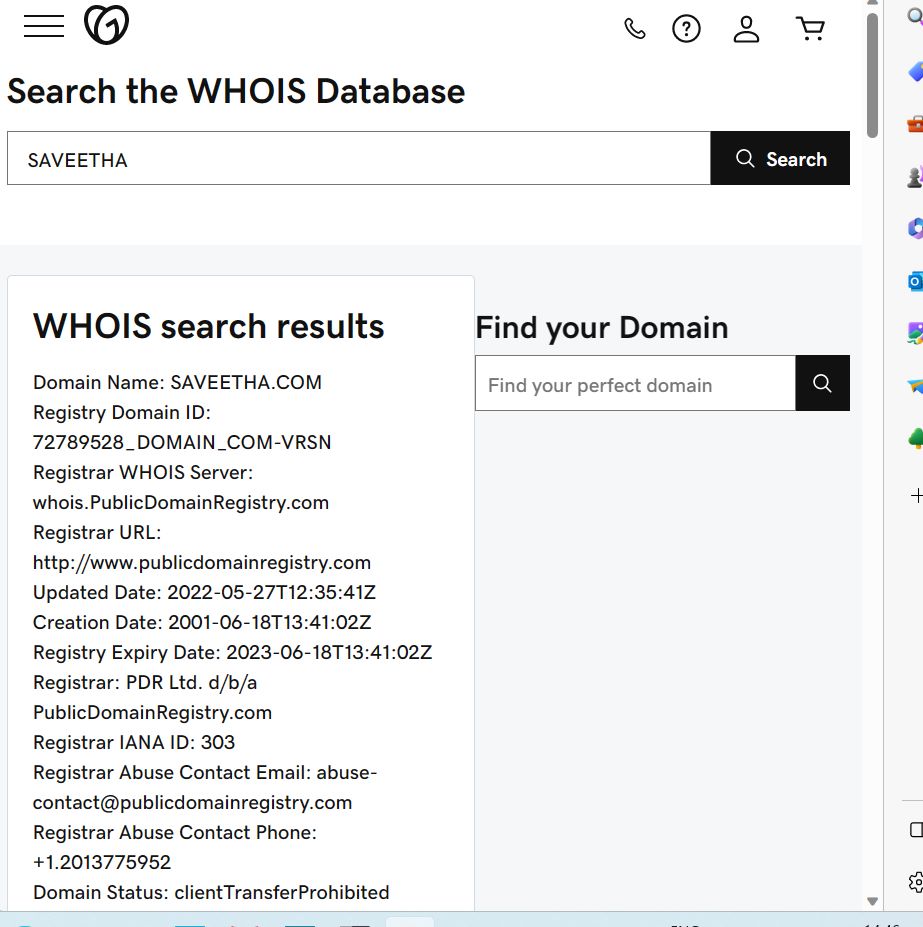 Search the WHOIS Database
SAVEETHA
Search
WHOIS search results
Domain Name: SAVEETHA.COM
Registry Domain ID:
72789528_DOMAIN_COM-VRSN
Registrar WHOIS Server:
whois.PublicDomainRegistry.com
Registrar URL:
http://www.publicdomainregistry.com
Updated Date: 2022-05-27T12:35:41Z
Creation Date: 2001-06-18T13:41:02Z
Registry Expiry Date: 2023-06-18T13:41:02Z
Registrar: PDR Ltd. d/b/a
PublicDomainRegistry.com
Registrar IANA ID: 303
Registrar Abuse Contact Email: abuse-
contact@publicdomainregistry.com
Registrar Abuse Contact Phone:
+1.2013775952
Domain Status: clientTransferProhibited
Find your Domain
Find your perfect domain